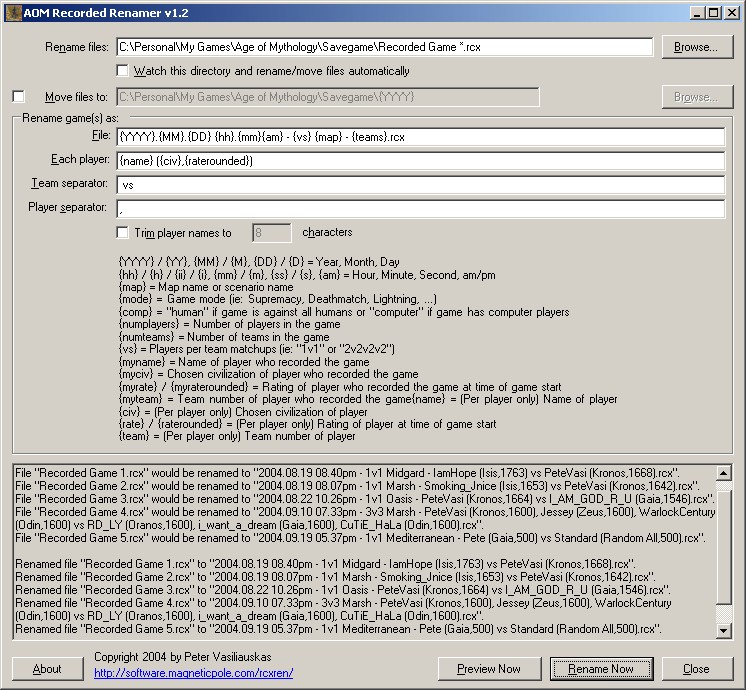 AOM Recorded Renamer v1.2
Rename files: C:\Personal\My Games\Age of Mythology\Savegame\Recorded Game *.rcx Browse...
Watch this directory and rename/move files automatically
Move files to: C:\Personal\My Games\Age of Mythology\Savegame\{YYYY} Browse...
Rename game(s) as:
File: {YYYY}.{MM}.{DD} {hh}.{mm}{am} - {vs} {map} - {teams}.rcx
Each player: {name} ({civ},{raterounded})
Team separator: vs
Player separator: ,
Trim player names to 8 characters
{YYYY} / {YY}, {MM} / {M}, {DD} / {D} = Year, Month, Day
{hh} / {h} / {ii} / {i}, {mm} / {m}, {ss} / {s}, {am} = Hour, Minute, Second, am/pm
{map} = Map name or scenario name
{mode} = Game mode (ie: Supremacy, Deathmatch, Lightning, ...)
{comp} = "human" if game is against all humans or "computer" if game has computer players
{numplayers} = Number of players in the game
{numteams} = Number of teams in the game
{vs} = Players per team matchups (ie: "1v1" or "2v2v2v2")
{myname} = Name of player who recorded the game
{myciv} = Chosen civilization of player who recorded the game
{myrate} / {myraterounded} = Rating of player who recorded the game at time of game start
{myteam} = Team number of player who recorded the game{name} = (Per player only) Name of player
{civ} = (Per player only) Chosen civilization of player
{rate} / {raterounded} = (Per player only) Rating of player at time of game start
{team} = (Per player only) Team number of player
File "Recorded Game 1.rcx" would be renamed to "2004.08.19 08.40pm - 1v1 Midgard - IamHope (Isis,1763) vs PeteVasi (Kronos,1668).rcx".
File "Recorded Game 2.rcx" would be renamed to "2004.08.19 08.07pm - 1v1 Marsh - Smoking_Jnice (Isis,1653) vs PeteVasi (Kronos,1642).rcx".
File "Recorded Game 3.rcx" would be renamed to "2004.08.22 10.26pm - 1v1 Oasis - PeteVasi (Kronos,1664) vs I_AM_GOD_R_U (Gaia,1546).rcx".
File "Recorded Game 4.rcx" would be renamed to "2004.09.10 07.33pm - 3v3 Marsh - PeteVasi (Kronos,1600), Jessey (Zeus,1600), WarlockCentury
(Odin,1600) vs RD_LY (Oranos,1600), i_want_a_dream (Gaia,1600), CuTiE_HaLa (Odin,1600).rcx".
File "Recorded Game 5.rcx" would be renamed to "2004.09.19 05.37pm - 1v1 Mediterranean - Pete (Gaia,500) vs Standard (Random All,500).rcx".
Renamed file "Recorded Game 1.rcx" to "2004.08.19 08.40pm - 1v1 Midgard - IamHope (Isis,1763) vs PeteVasi (Kronos,1668).rcx".
Renamed file "Recorded Game 2.rcx" to "2004.08.19 08.07pm - 1v1 Marsh - Smoking_Jnice (Isis,1653) vs PeteVasi (Kronos,1642).rcx".
Renamed file "Recorded Game 3.rcx" to "2004.08.22 10.26pm - 1v1 Oasis - PeteVasi (Kronos,1664) vs I_AM_GOD_R_U (Gaia,1546).rcx".
Renamed file "Recorded Game 4.rcx" to "2004.09.10 07.33pm - 3v3 Marsh - PeteVasi (Kronos,1600), Jessey (Zeus,1600), WarlockCentury
(Odin,1600) vs RD_LY (Oranos,1600), i_want_a_dream (Gaia,1600), CuTiE_HaLa (Odin,1600).rcx".
Renamed file "Recorded Game 5.rcx" to "2004.09.19 05.37pm - 1v1 Mediterranean - Pete (Gaia,500) vs Standard (Random All,500).rcx".
About Copyright 2004 by Peter Vasiliauskas Preview Now Rename Now Close
http://software.magneticpole.com/rcxren/